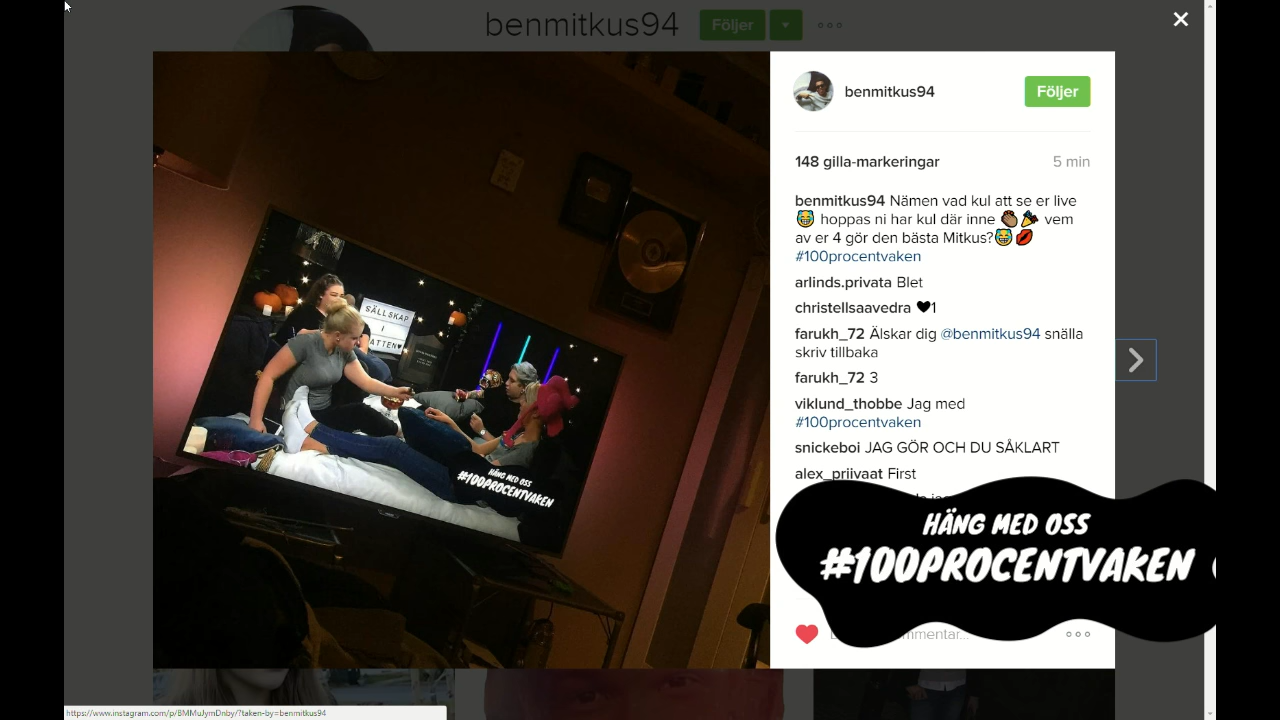 benmitkus94 Följer
benmitkus94 Följer
148 gilla-markeringar 5 min
benmitkus94 Nämen vad kul att se er live
😹 hoppas ni har kul där inne 👏🏽🎉 vem
av er 4 gör den bästa Mitkus?😹💋
#100procentvaken
arlinds.privata Blet
christellsaavedra 🖤1
farukh_72 Älskar dig @benmitkus94 snälla
skriv tillbaka
farukh_72 3
viklund_thobbe Jag med
#100procentvaken
snickeboi JAG GÖR OCH DU SÅKLART
alex_priivaat First
SÄLLSKAP
I
ATTEN♥
HÄNG MED OSS
#100PROCENTVAKEN
HÄNG MED OSS
#100PROCENTVAKEN
https://www.instagram.com/p/BMMuJymDnby/?taken-by=benmitkus94